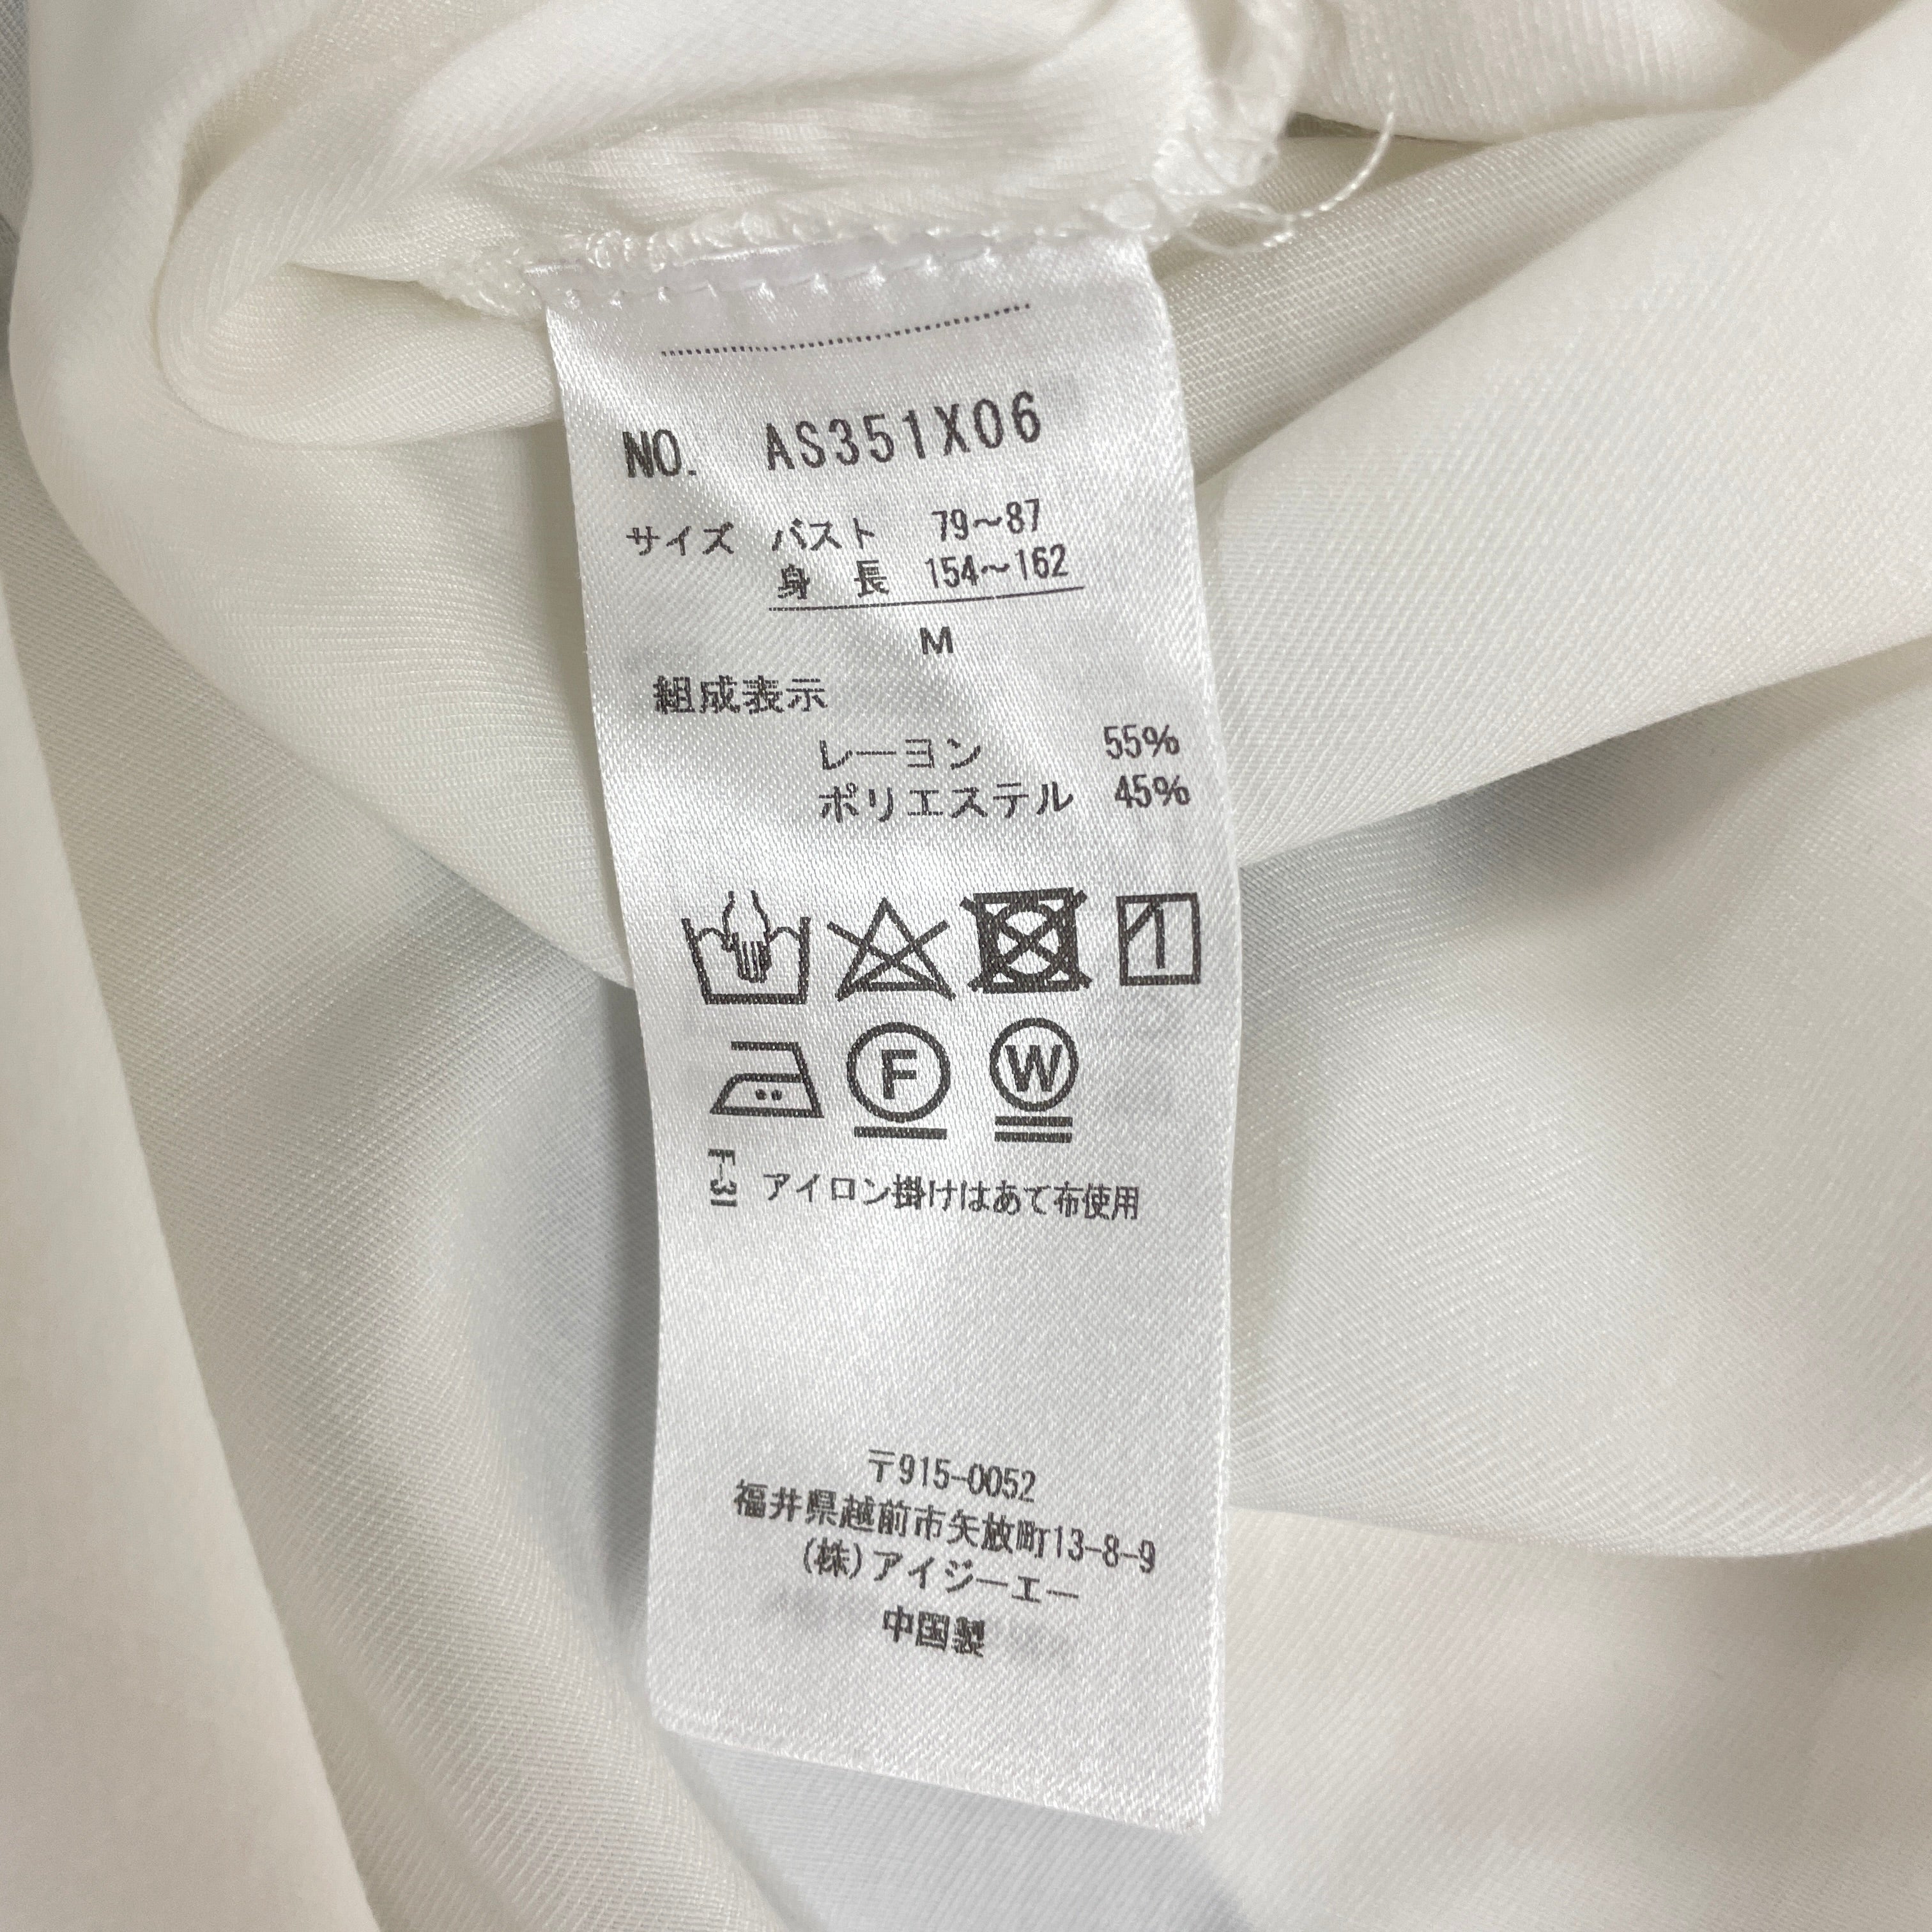 NO. AS351X06
サイズ バスト 79～87
身長 154～162
M
組成表示
レーヨン 55%
ポリエステル 45%
F
W
F-31 アイロン掛けはあて布使用
〒915-0052
福井県越前市矢放町13-8-9
(株)アイジーエー
中国製